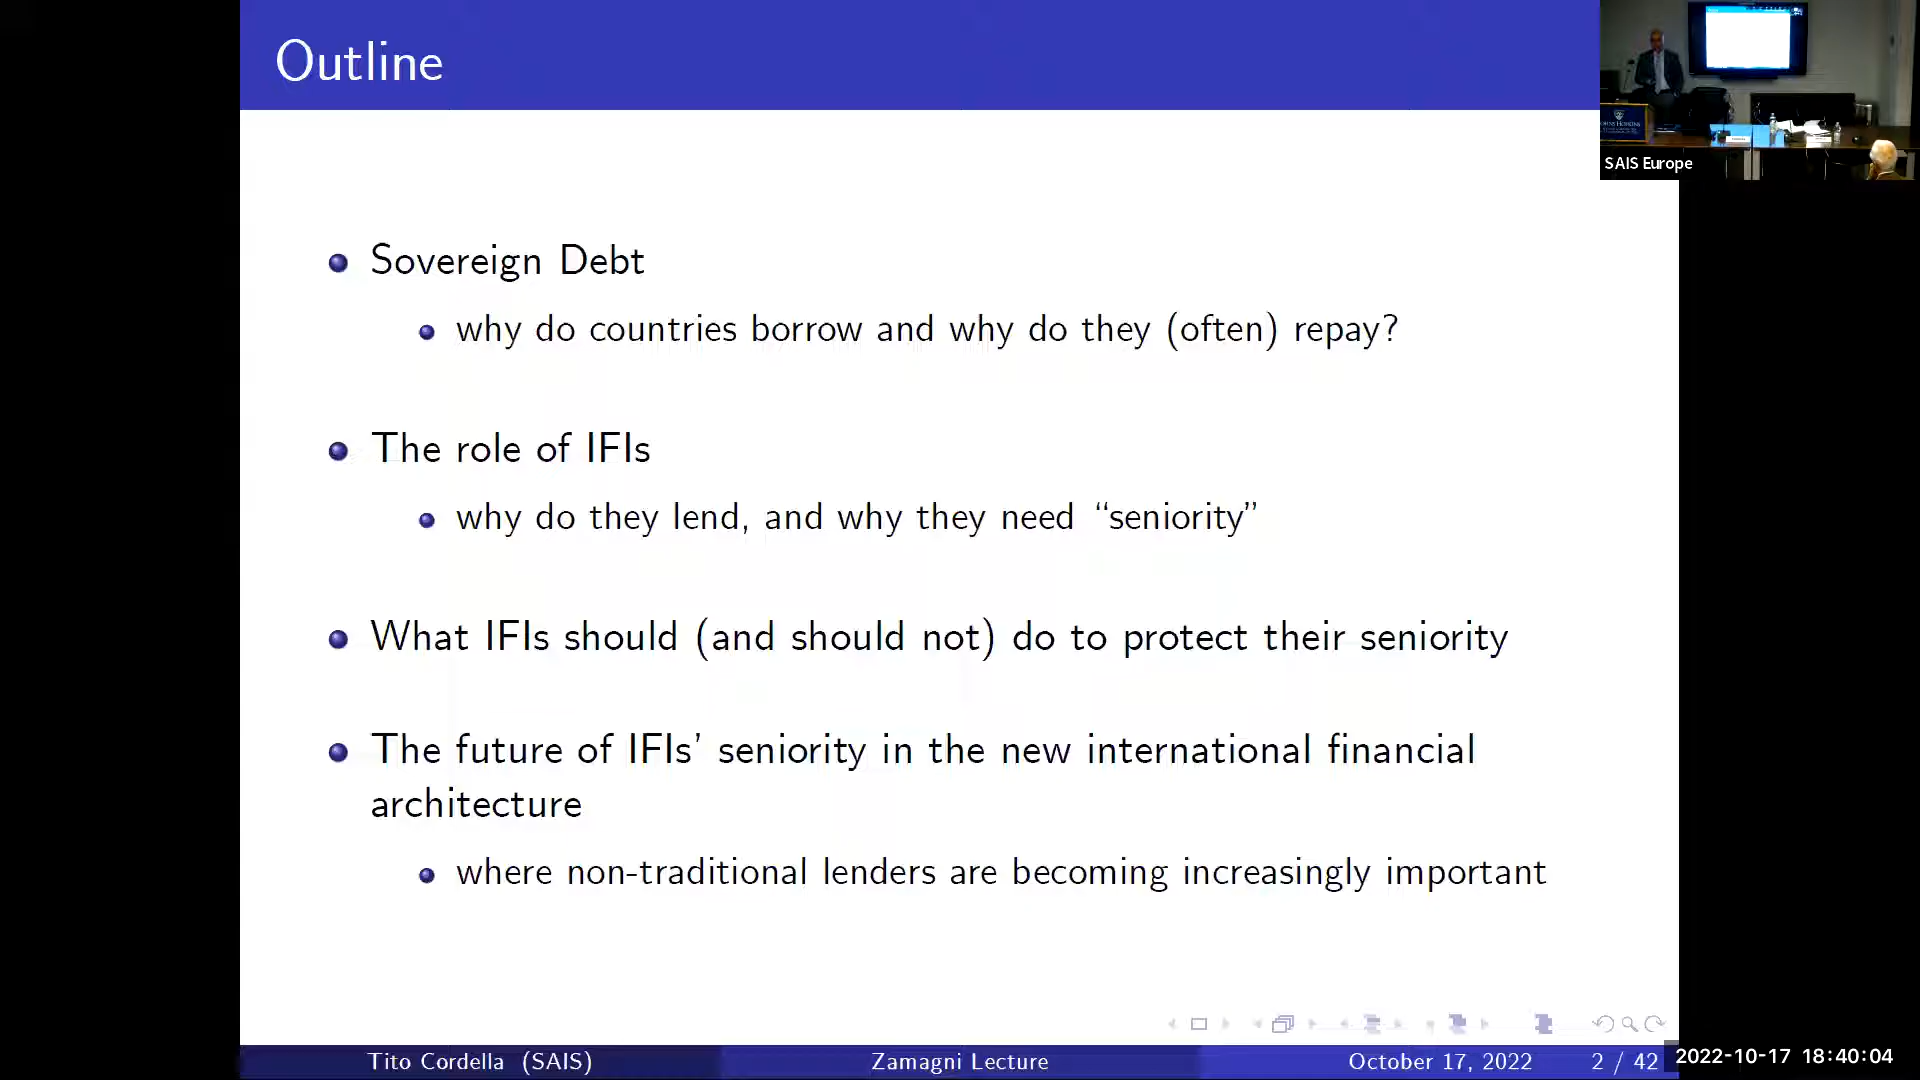 Outline
Sovereign Debt
why do countries borrow and why do they (often) repay?
The role of IFIs
why do they lend, and why they need “seniority”
What IFIs should (and should not) do to protect their seniority
The future of IFIs’ seniority in the new international financial
architecture
where non-traditional lenders are becoming increasingly important
Tito Cordella (SAIS) Zamagni Lecture October 17, 2022 2 / 42
JOHNS HOPKINS
SAIS Europe
2022-10-17 18:40:04